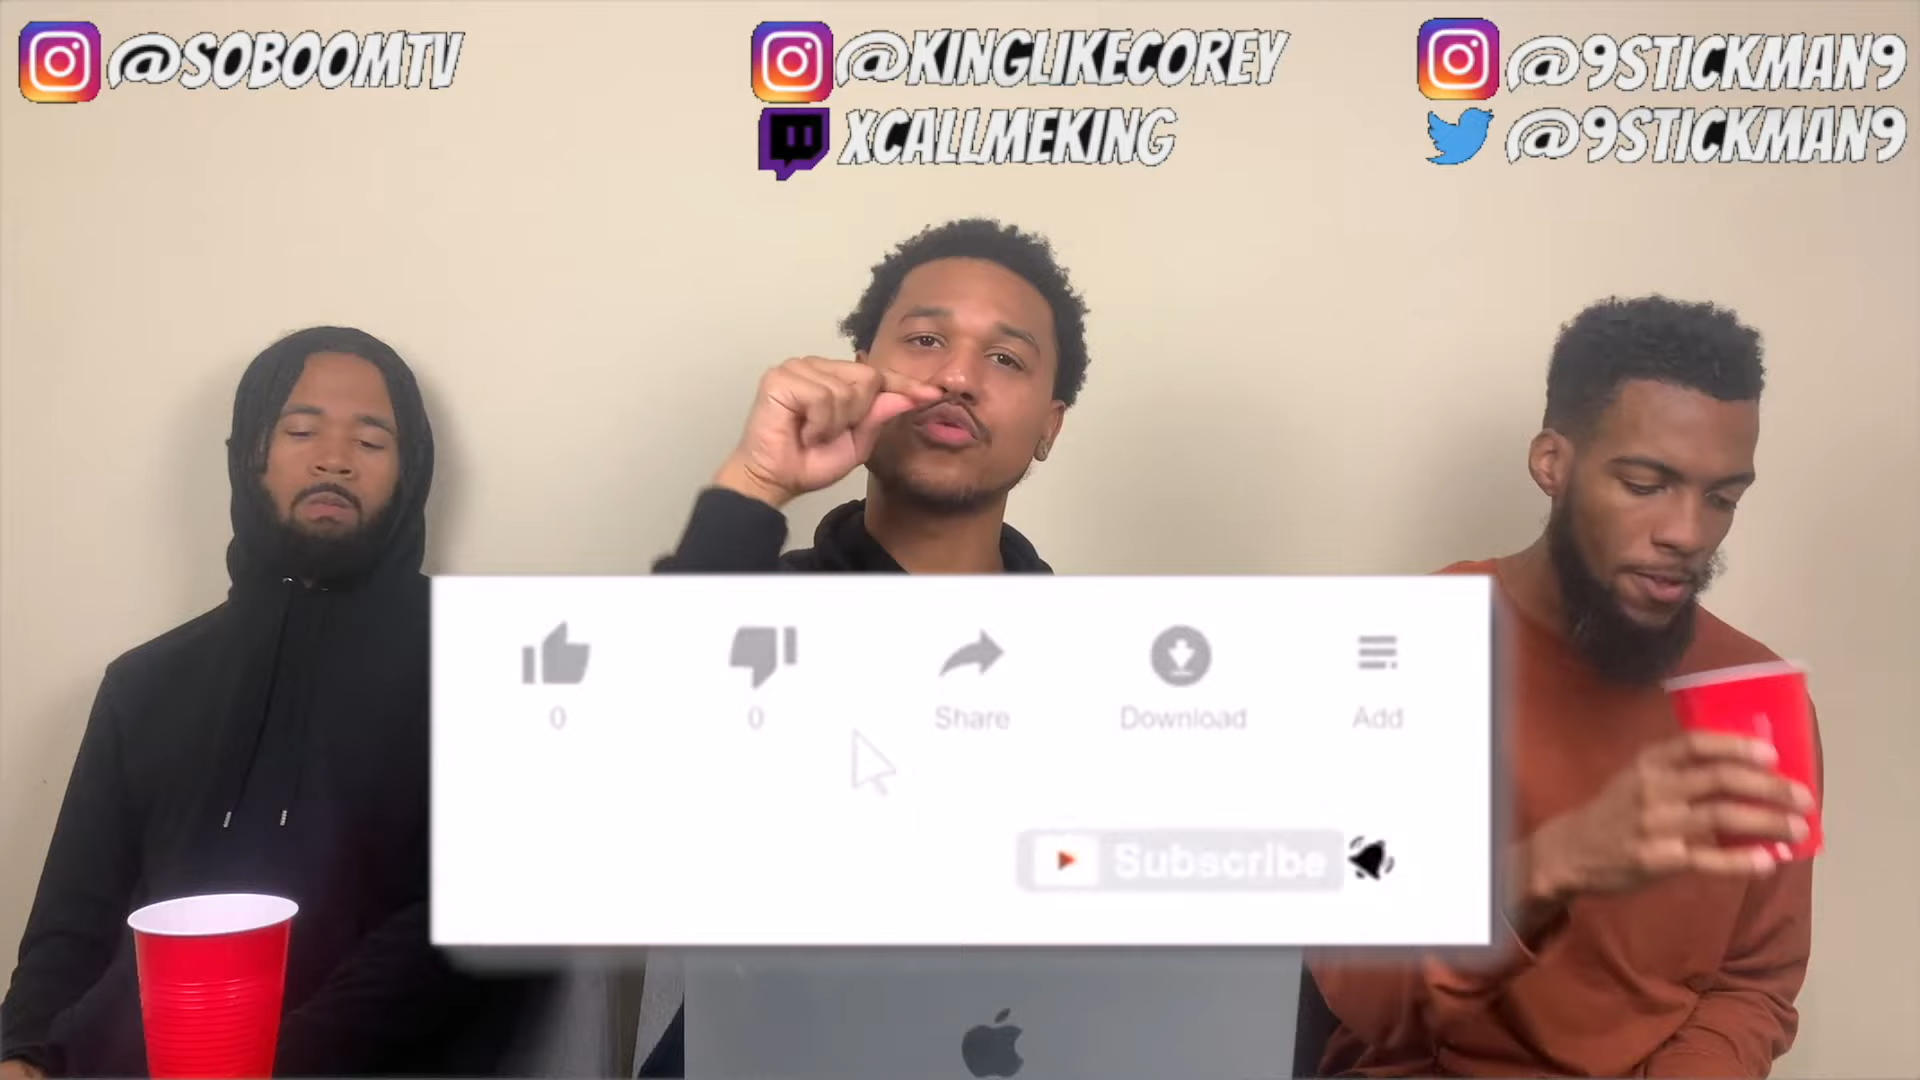 @SOBOOMTV
@KINGLIKECOREY
XCALLMEKING
@9STICKMAN9
@9STICKMAN9
0
0
Share
Download
Add
Subscribe